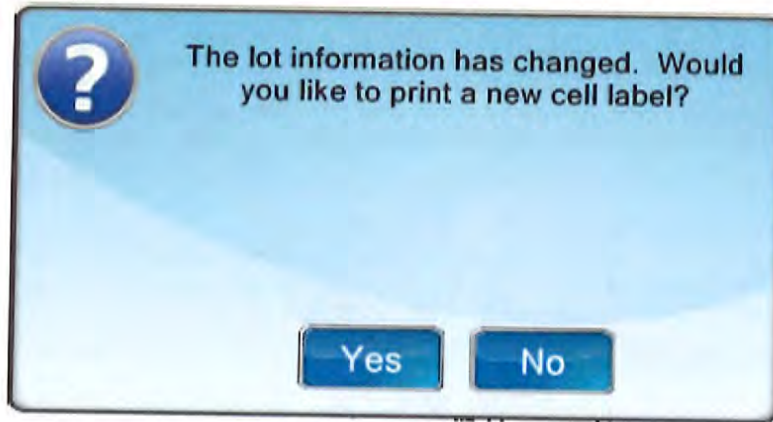 ?
The lot information has changed. Would
you like to print a new cell label?
Yes
No